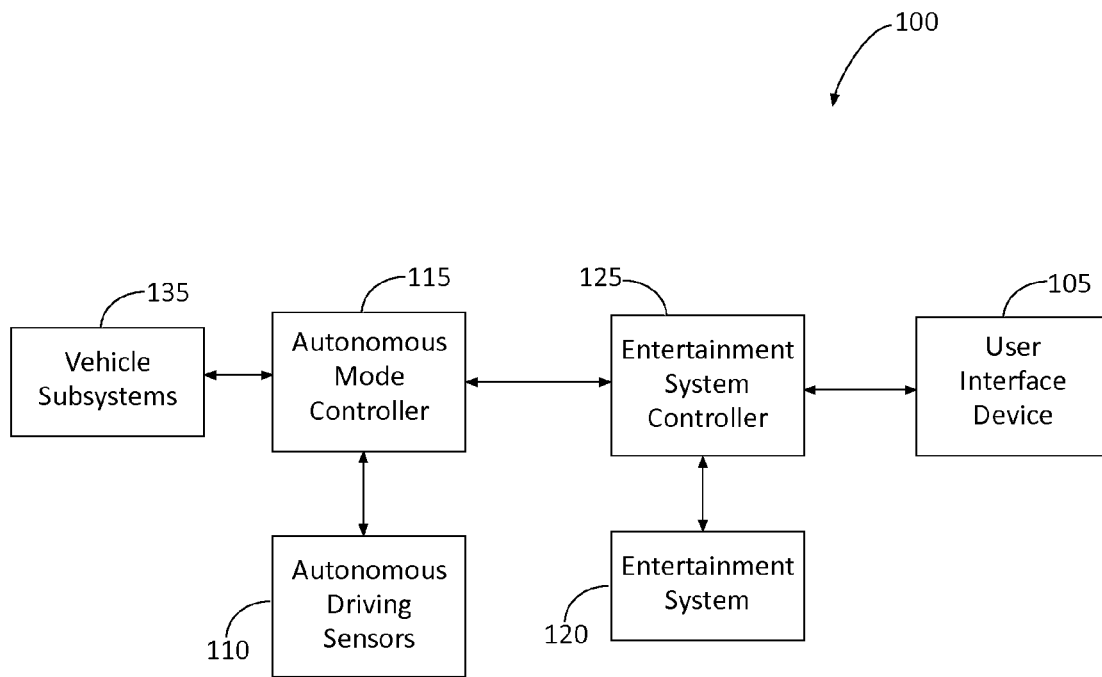 100
135
115
125
105
Vehicle
Subsystems
Autonomous
Mode
Controller
Entertainment
System
Controller
User
Interface
Device
Autonomous
Driving
Sensors
110
Entertainment
System
120